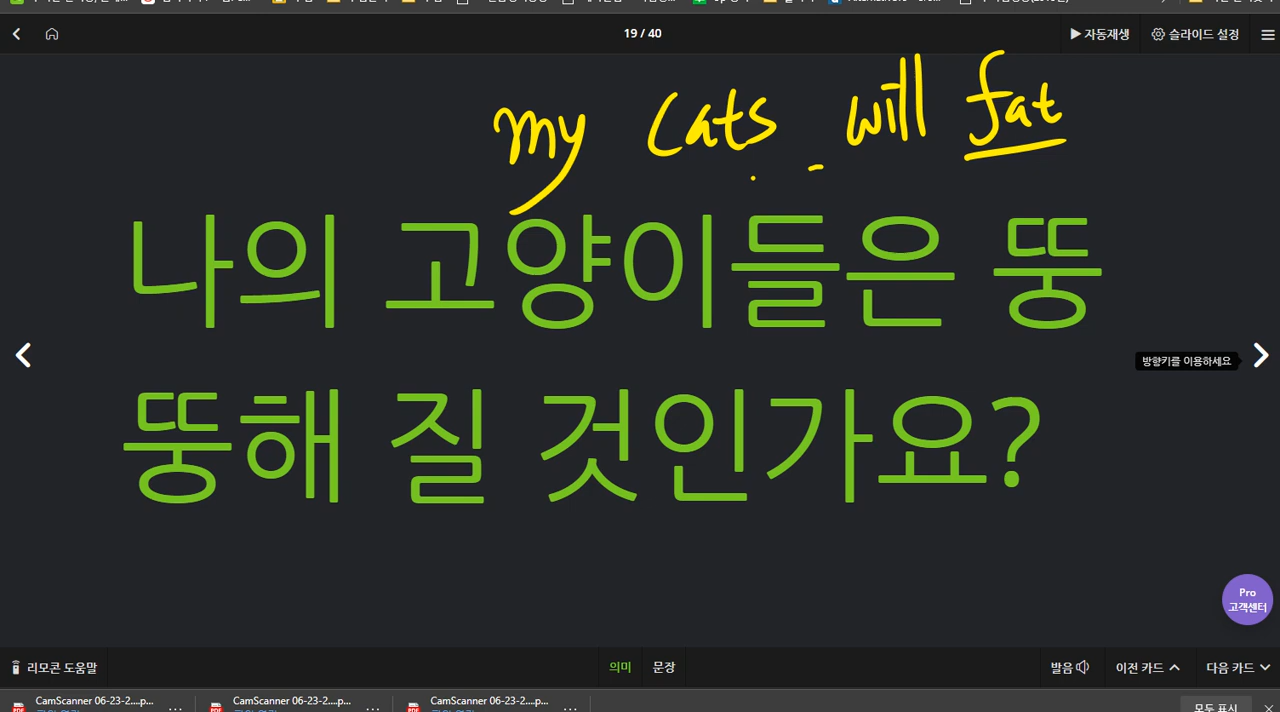 19 / 40
자동재생
슬라이드 설정
my cats will fat
나의 고양이들은 뚱
뚱해 질 것인가요?
방향키를 이용하세요
Pro
고객센터
리모콘 도움말
의미
문장
발음
이전 카드
다음 카드
CamScanner 06-23-2....p...
CamScanner 06-23-2....p...
CamScanner 06-23-2....p...
모두 표시